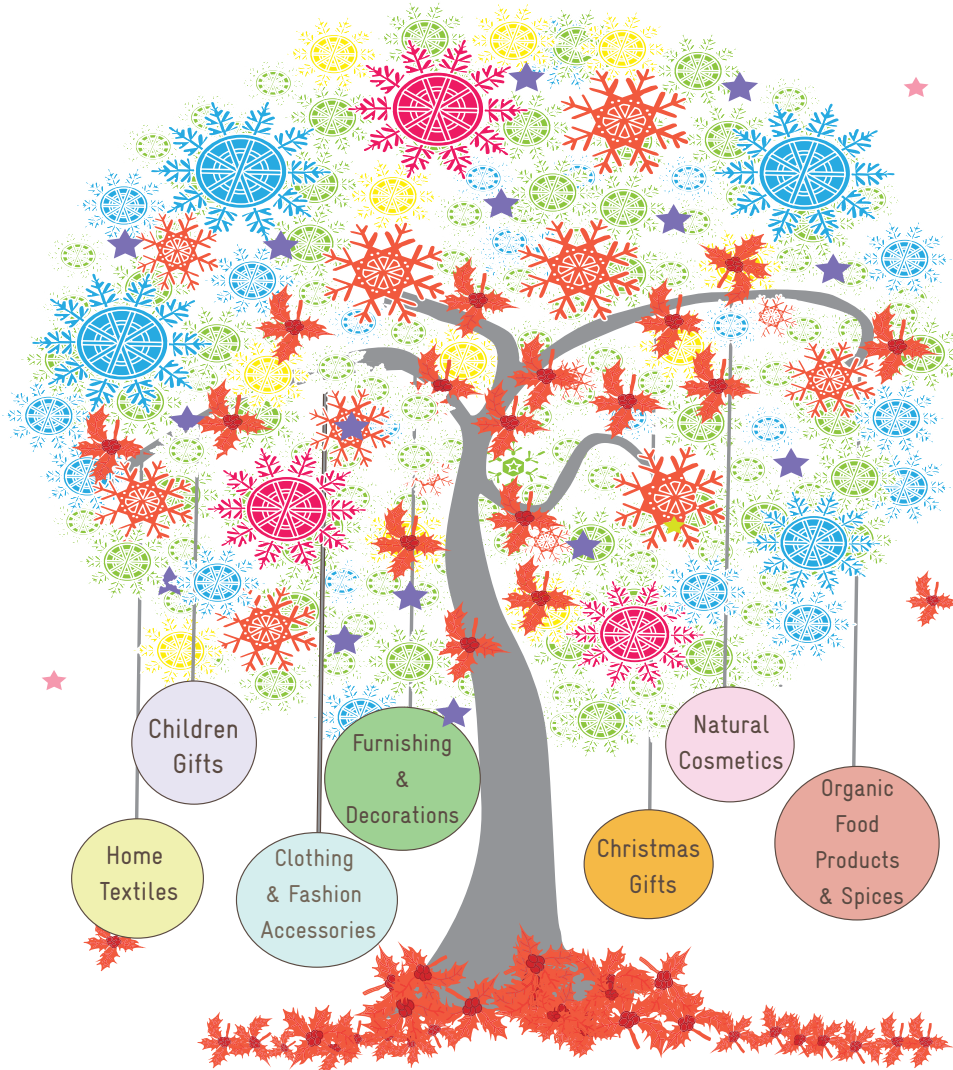 Children
Gifts
Furnishing
&
Decorations
Natural
Cosmetics
Home
Textiles
Clothing
& Fashion
Accessories
Christmas
Gifts
Organic
Food
Products
& Spices